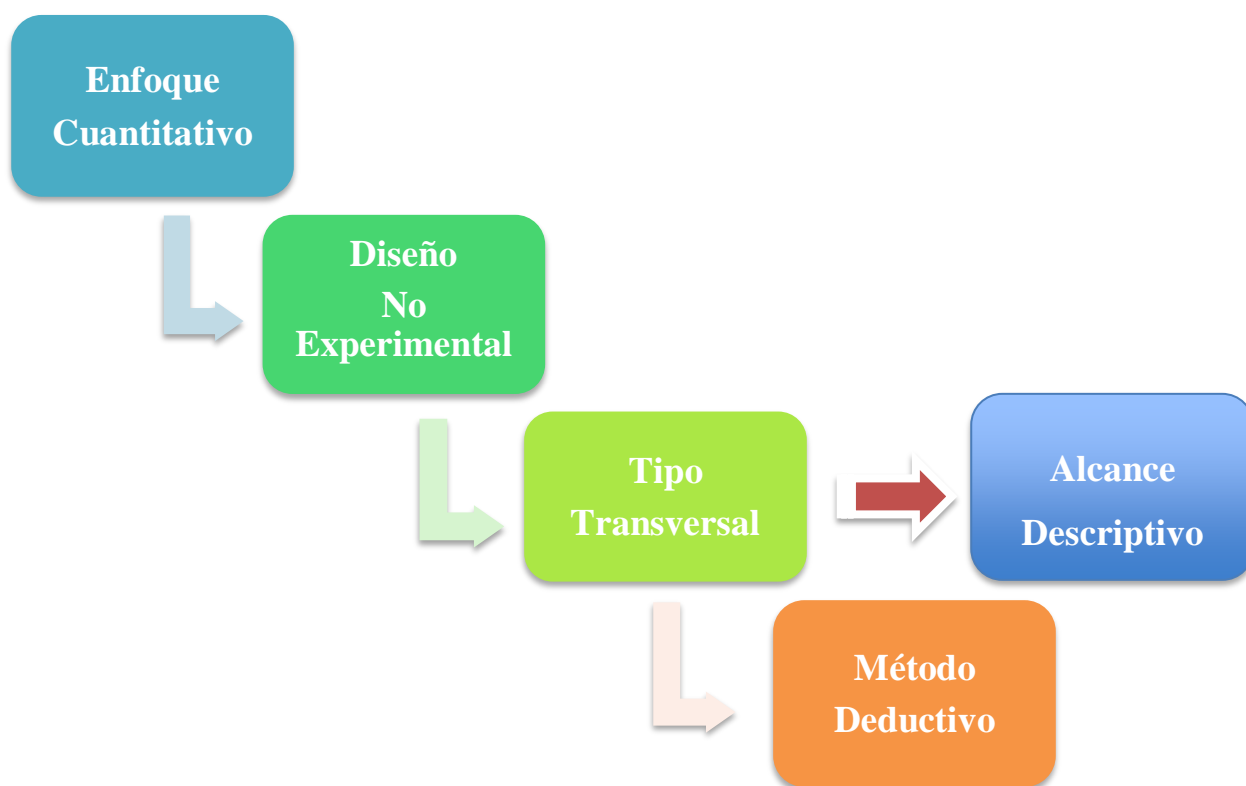 Enfoque
Cuantitativo
Diseño
No
Experimental
Tipo
Transversal
Alcance
Descriptivo
Método
Deductivo